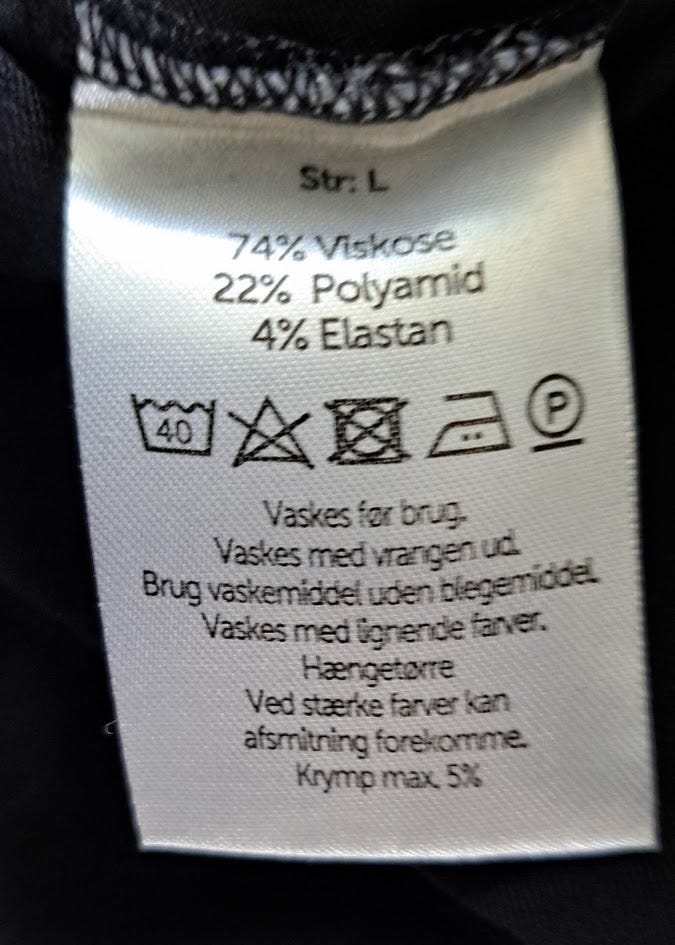 Str: L
74% Viskose
22% Polyamid
4% Elastan
40 P
Vaskes før brug.
Vaskes med vrangen ud.
Brug vaskemiddel uden blegemiddel.
Vaskes med lignende farver.
Hængetørre
Ved stærke farver kan
afsmitning forekomme.
Krymp max. 5%